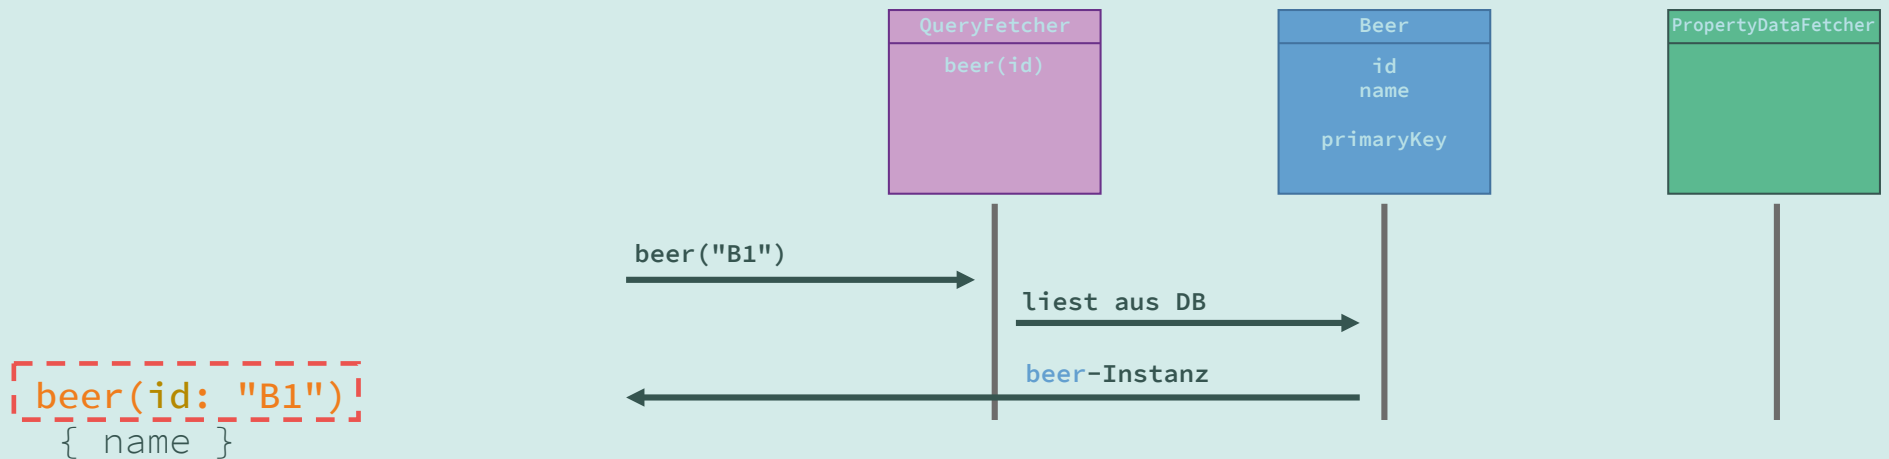 QueryFetcher
beer(id)
Beer
id
name
primaryKey
PropertyDataFetcher
beer("B1")
liest aus DB
beer-Instanz
beer(id: "B1")
{ name }